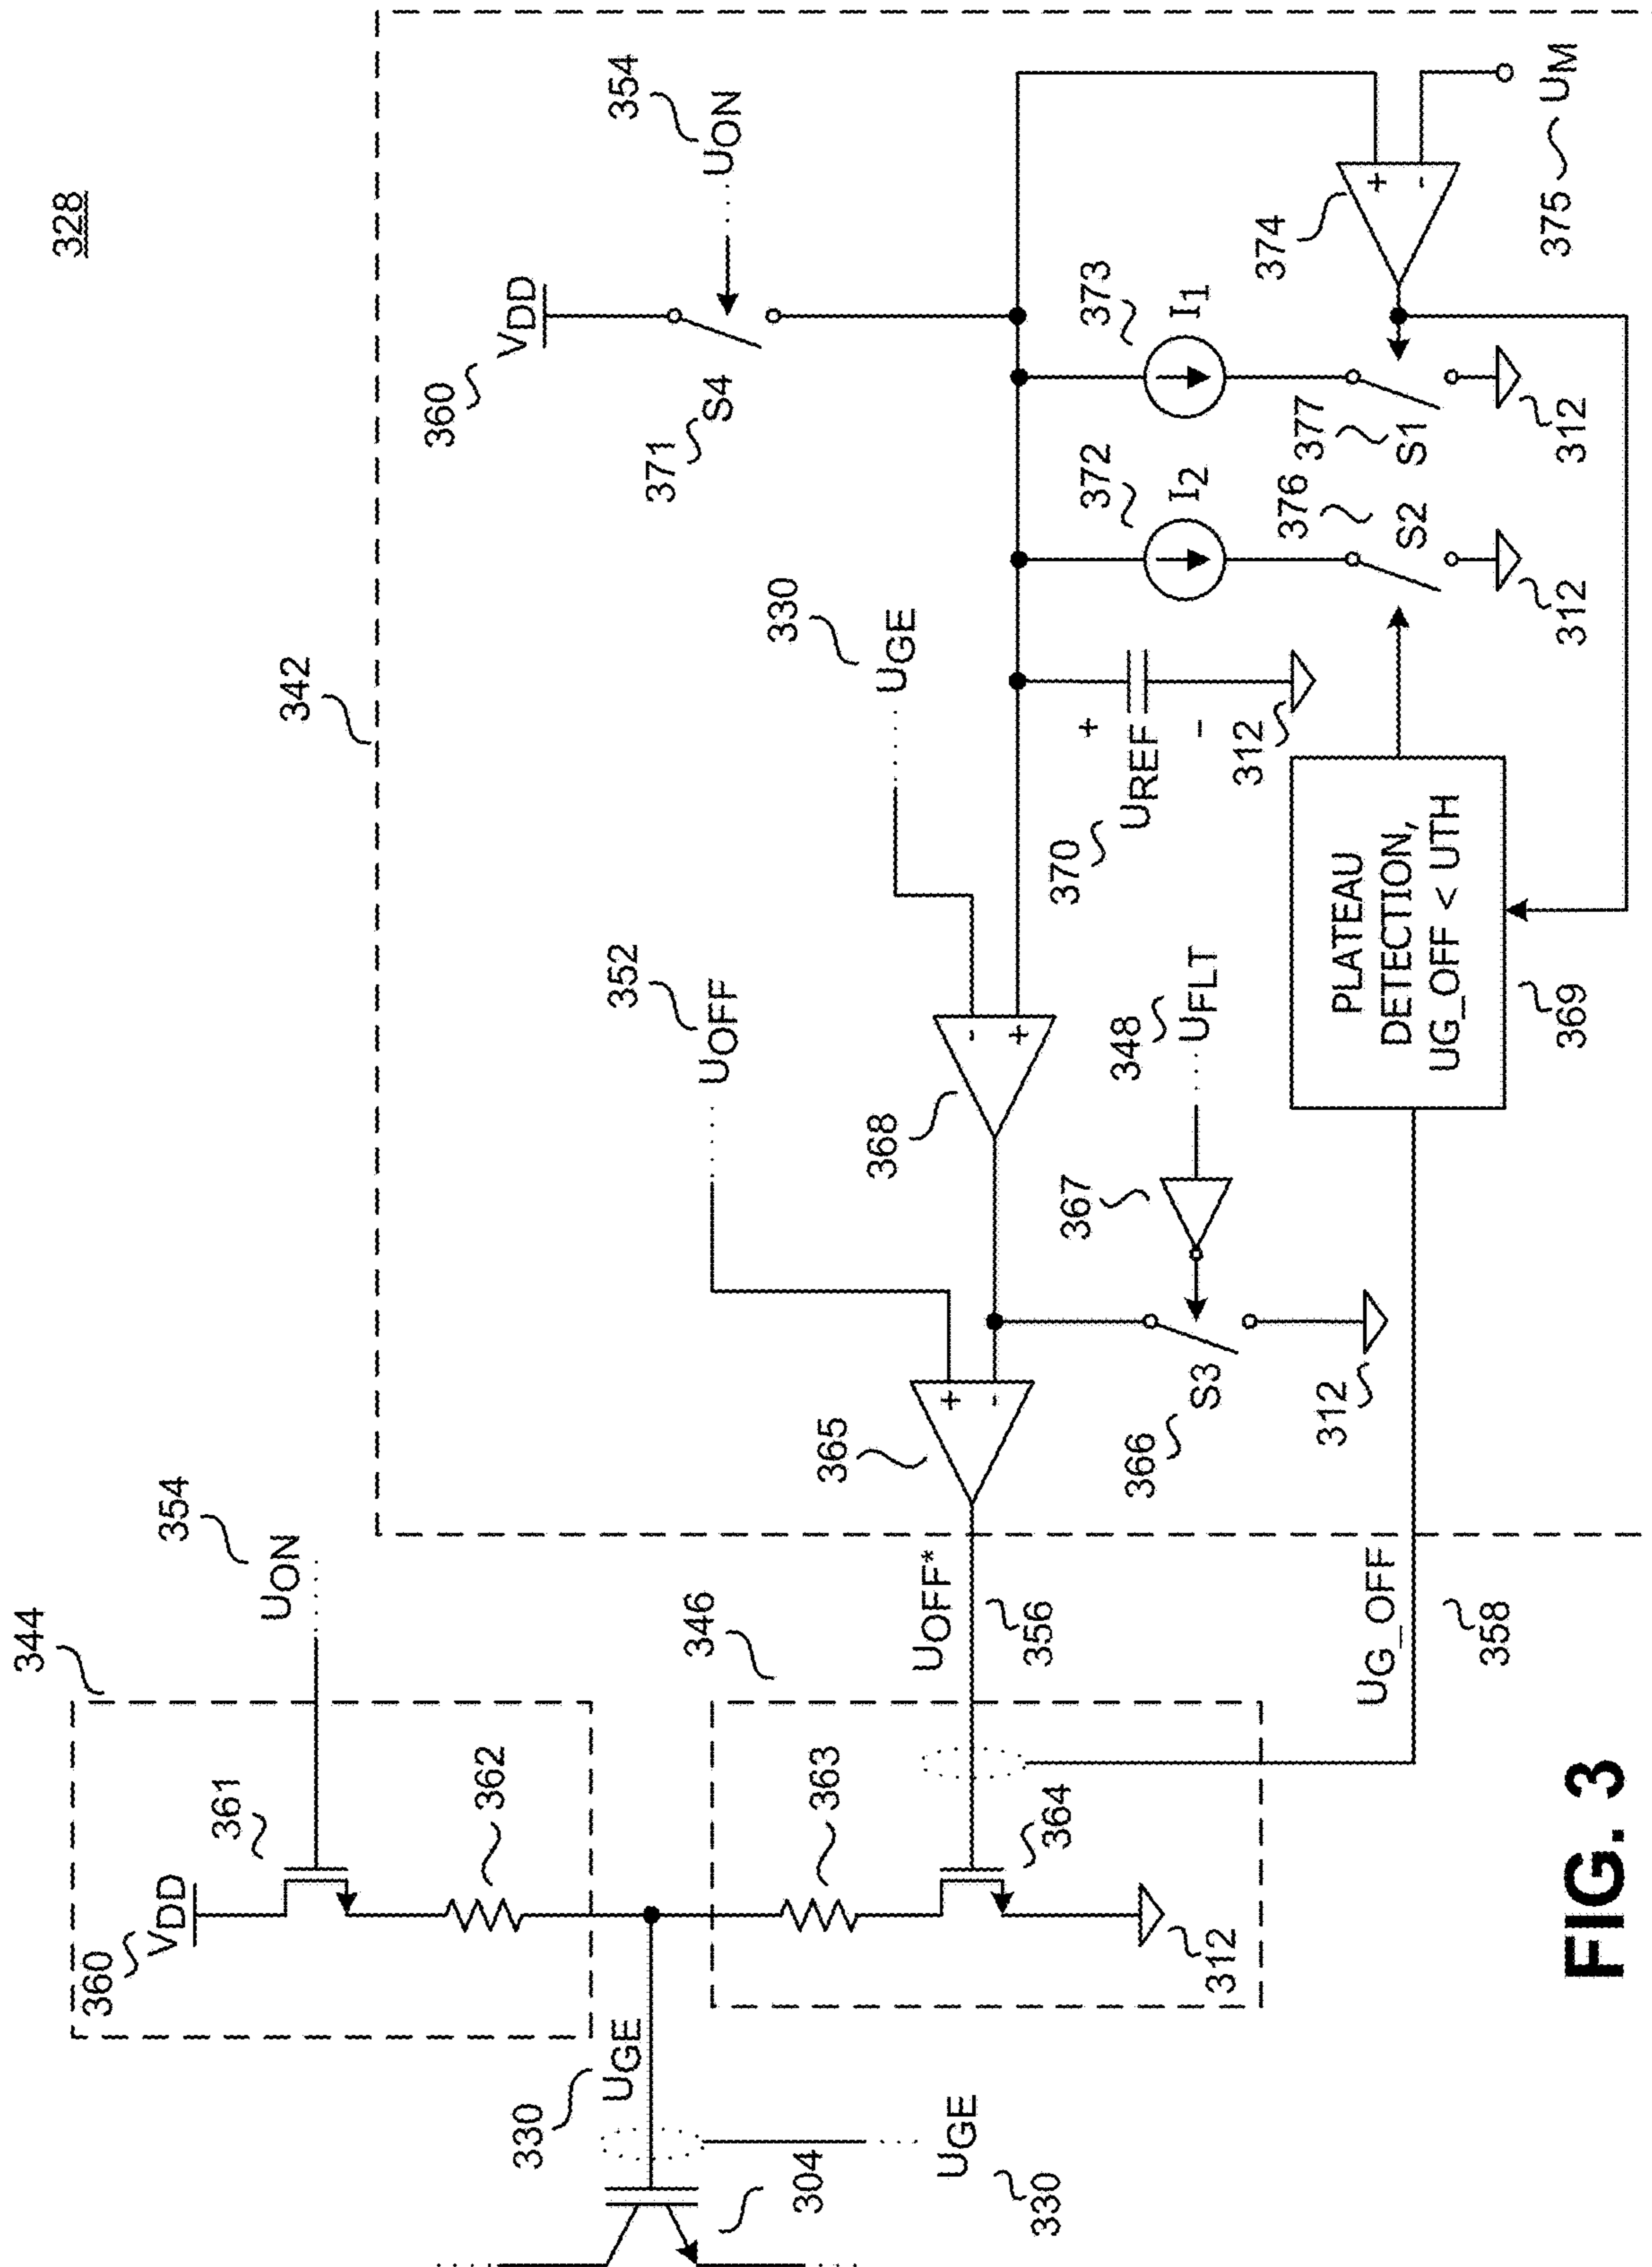 328
342
344
354
UON
360
VDD
361
362
330
UGE
304
UGE
330
346
363
364
312
UOFF*
356
UG_OFF
358
352
UOFF
365
+
-
368
-
+
330
UGE
366
S3
312
367
348
UFLT
369
PLATEAU
DETECTION,
UG_OFF < UTH
370
UREF
+
-
312
360
VDD
371
S4
354
UON
372
I2
373
I1
376
S2
312
377
S1
312
374
+
-
375
UM
FIG. 3